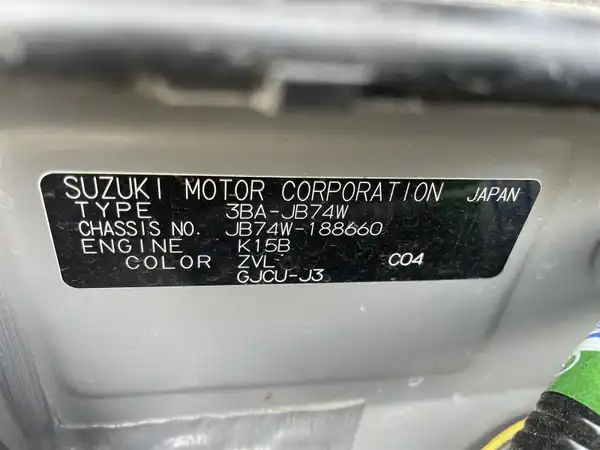 SUZUKI MOTOR CORPORATION JAPAN
TYPE 3BA-JB74W
CHASSIS NO. JB74W-188660
ENGINE K15B
COLOR ZVL C04
GJCU-J3